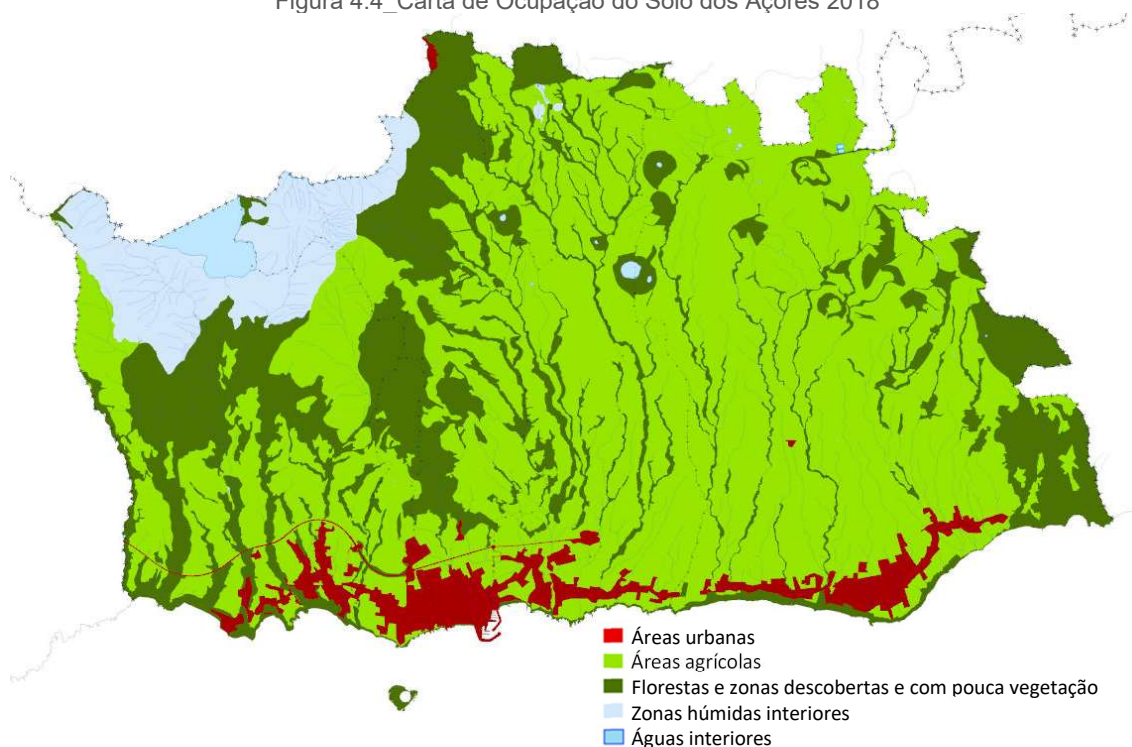 Figura 4.4_Carta de Ocupação do Solo dos Açores 2018
Áreas urbanas
Áreas agrícolas
Florestas e zonas descobertas e com pouca vegetação
Zonas húmidas interiores
Águas interiores